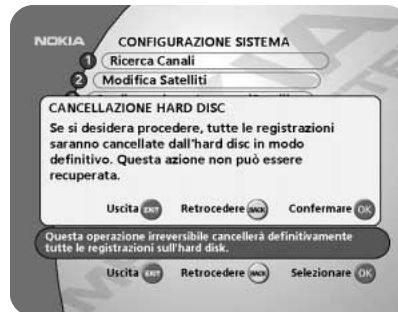 NOKIA
CONFIGURAZIONE SISTEMA
1 Ricerca Canali
2 Modifica Satelliti
CANCELLAZIONE HARD DISC
Se si desidera procedere, tutte le registrazioni
saranno cancellate dall'hard disc in modo
definitivo. Questa azione non può essere
recuperata.
Uscita EXIT Retrocedere BACK Confermare OK
Questa operazione irreversibile cancellerà definitivamente
tutte le registrazioni sull'hard disk.
Uscita EXIT Retrocedere BACK Selezionare OK